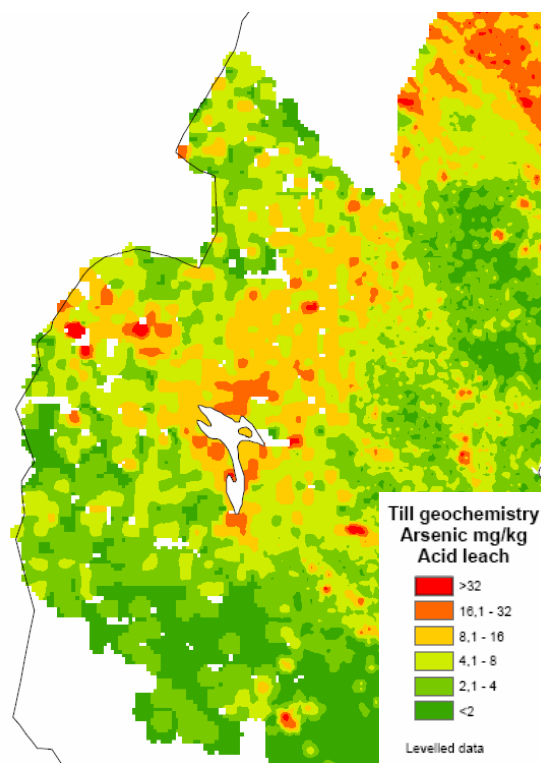 Till geochemistry
Arsenic mg/kg
Acid leach
>32
16,1 - 32
8,1 - 16
4,1 - 8
2,1 - 4
<2
Levelled data